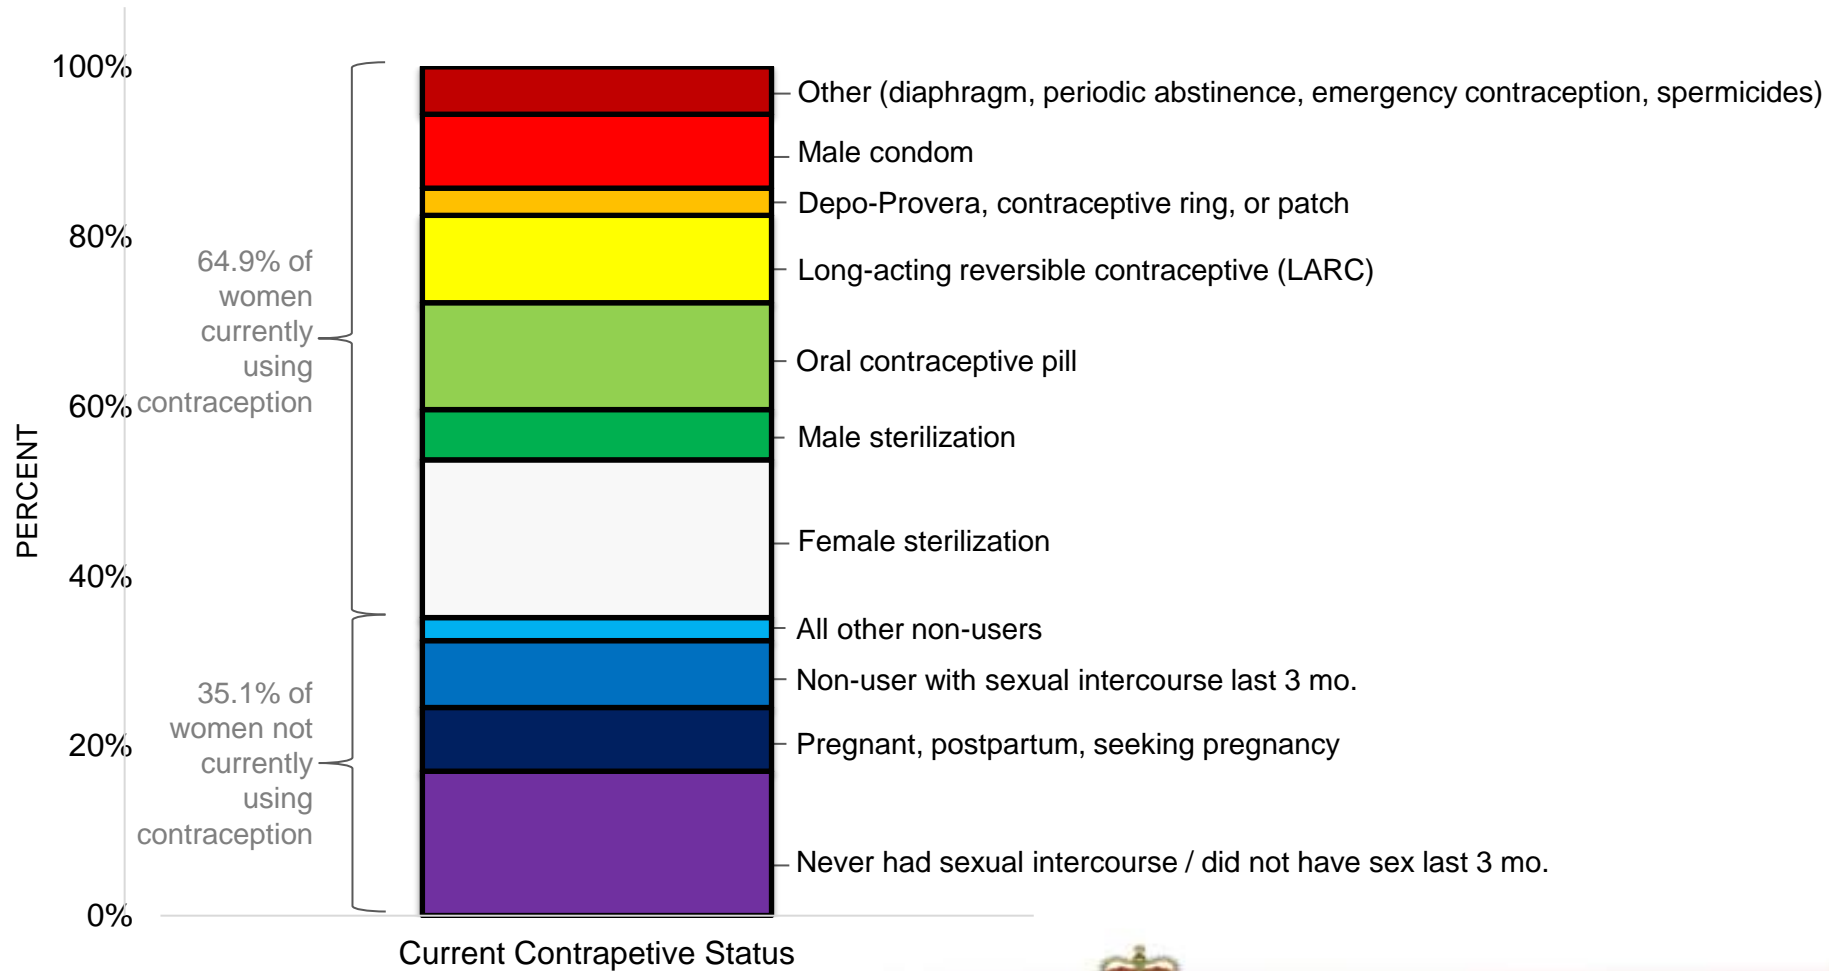 100%
80%
60%
40%
20%
0%
PERCENT
64.9% of
women
currently
using
contraception
35.1% of
women not
currently
using
contraception
Other (diaphragm, periodic abstinence, emergency contraception, spermicides)
Male condom
Depo-Provera, contraceptive ring, or patch
Long-acting reversible contraceptive (LARC)
Oral contraceptive pill
Male sterilization
Female sterilization
All other non-users
Non-user with sexual intercourse last 3 mo.
Pregnant, postpartum, seeking pregnancy
Never had sexual intercourse / did not have sex last 3 mo.
Current Contrapetive Status